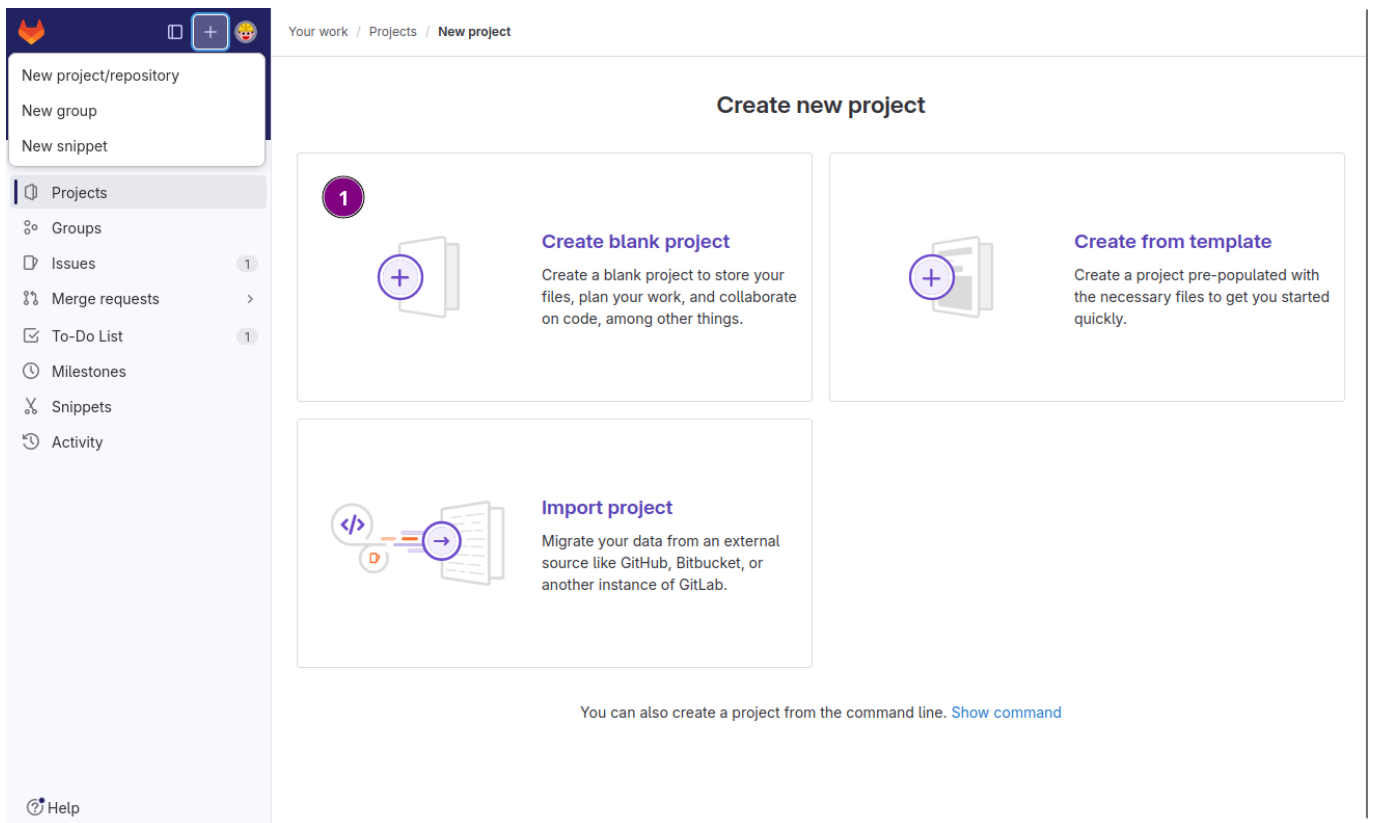 Your work / Projects / New project
New project/repository
New group
New snippet
Projects
Groups
Issues 1
Merge requests
To-Do List 1
Milestones
Snippets
Activity
Help
Create new project
1
Create blank project
Create a blank project to store your
files, plan your work, and collaborate
on code, among other things.
Create from template
Create a project pre-populated with
the necessary files to get you started
quickly.
Import project
Migrate your data from an external
source like GitHub, Bitbucket, or
another instance of GitLab.
You can also create a project from the command line. Show command